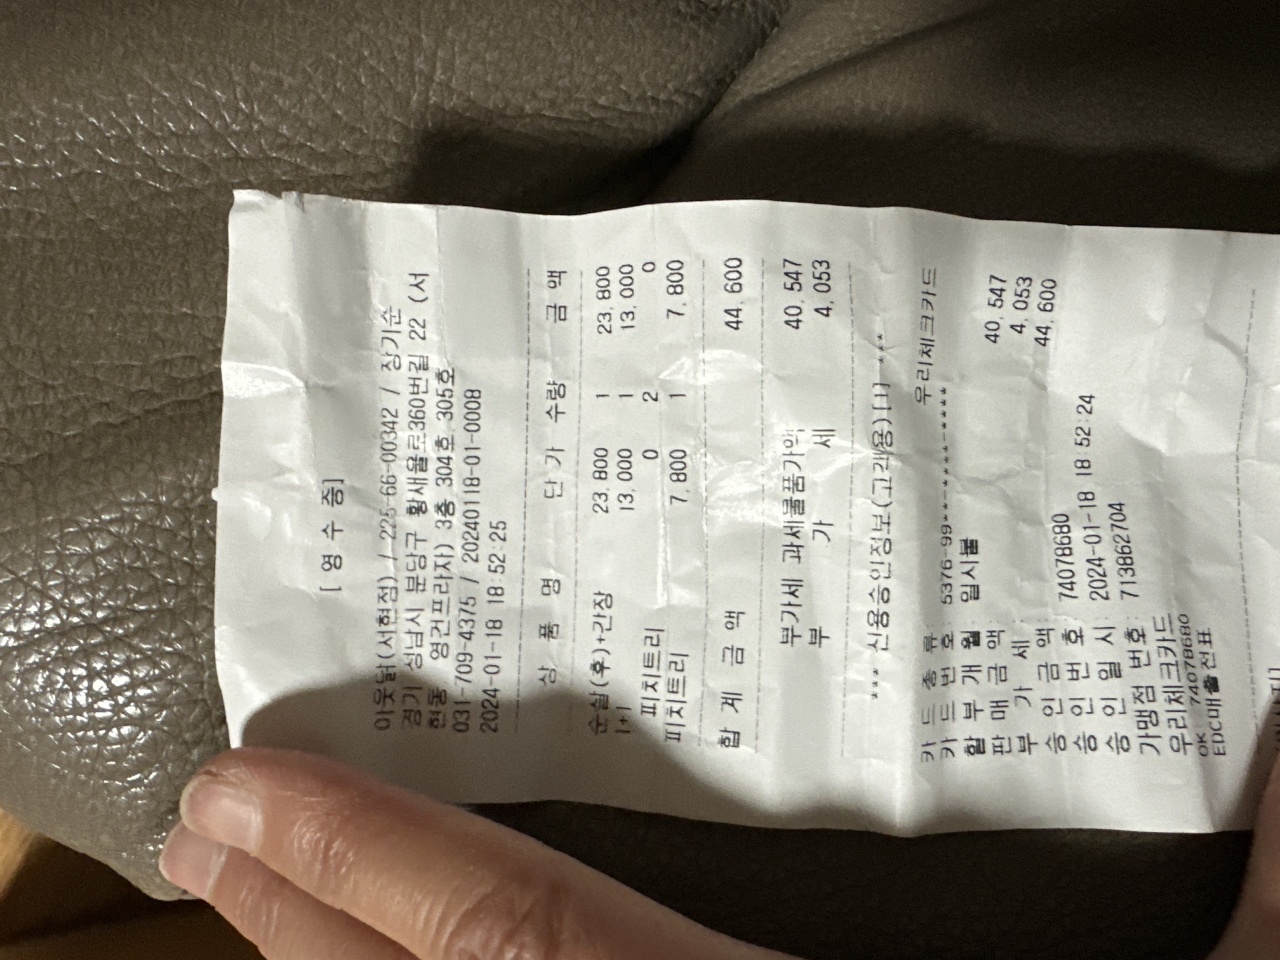 [ 영 수 증]
이웃닭(서현점) / 225-66-00342 / 장기순
경기 성남시 분당구 황새울로360번길 22 (서
현동, 영건프라자) 3층 304호 305호
031-709-4375 / 20240118-01-0008
2024-01-18 18:52:25
상 품 명 단 가 수량 금 액
순살(후)+간장 23,800 1 23,800
1+1 13,000 1 13,000
피치트리 0 2 0
피치트리 7,800 1 7,800
합 계 금 액 44,600
부가세 과세물품가액 40,547
부 가 세 4,053
*** 신용승인정보(고객용)[1] ***
카 드 종 류: 우리체크카드
카 드 번 호: 5376-99**-****-****
할 부 개 월: 일시불
판 매 금 액: 40,547
부 가 세: 4,053
승 인 금 액: 44,600
승 인 번 호: 74078680
승 인 일 시: 2024-01-18 18:52:24
가맹점 번호: 713862704
우리체크카드
OK 74078680
EDC매출전표